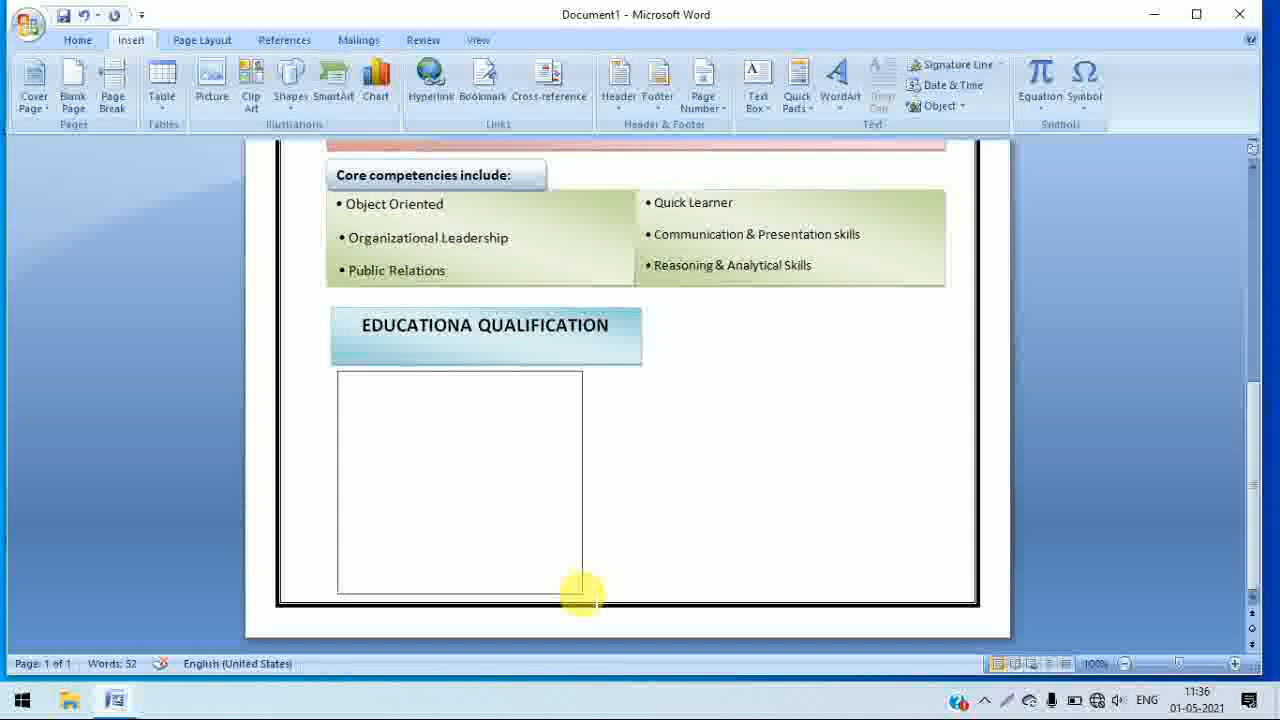 Document1 - Microsoft Word
Home Insert Page Layout References Mailings Review View
Cover Page
Blank Page
Page Break
Table
Picture
Clip Art
Shapes
SmartArt
Chart
Hyperlink
Bookmark
Cross-reference
Header
Footer
Page Number
Text Box
Quick Parts
WordArt
Drop Cap
Signature Line
Date & Time
Object
Equation
Symbol
Pages Tables Illustrations Links Header & Footer Text Symbols
Core competencies include:
• Object Oriented
• Organizational Leadership
• Public Relations
• Quick Learner
• Communication & Presentation skills
• Reasoning & Analytical Skills
EDUCATIONA QUALIFICATION
Page: 1 of 1 Words: 52 English (United States) 100%
ENG
11:36
01-05-2021